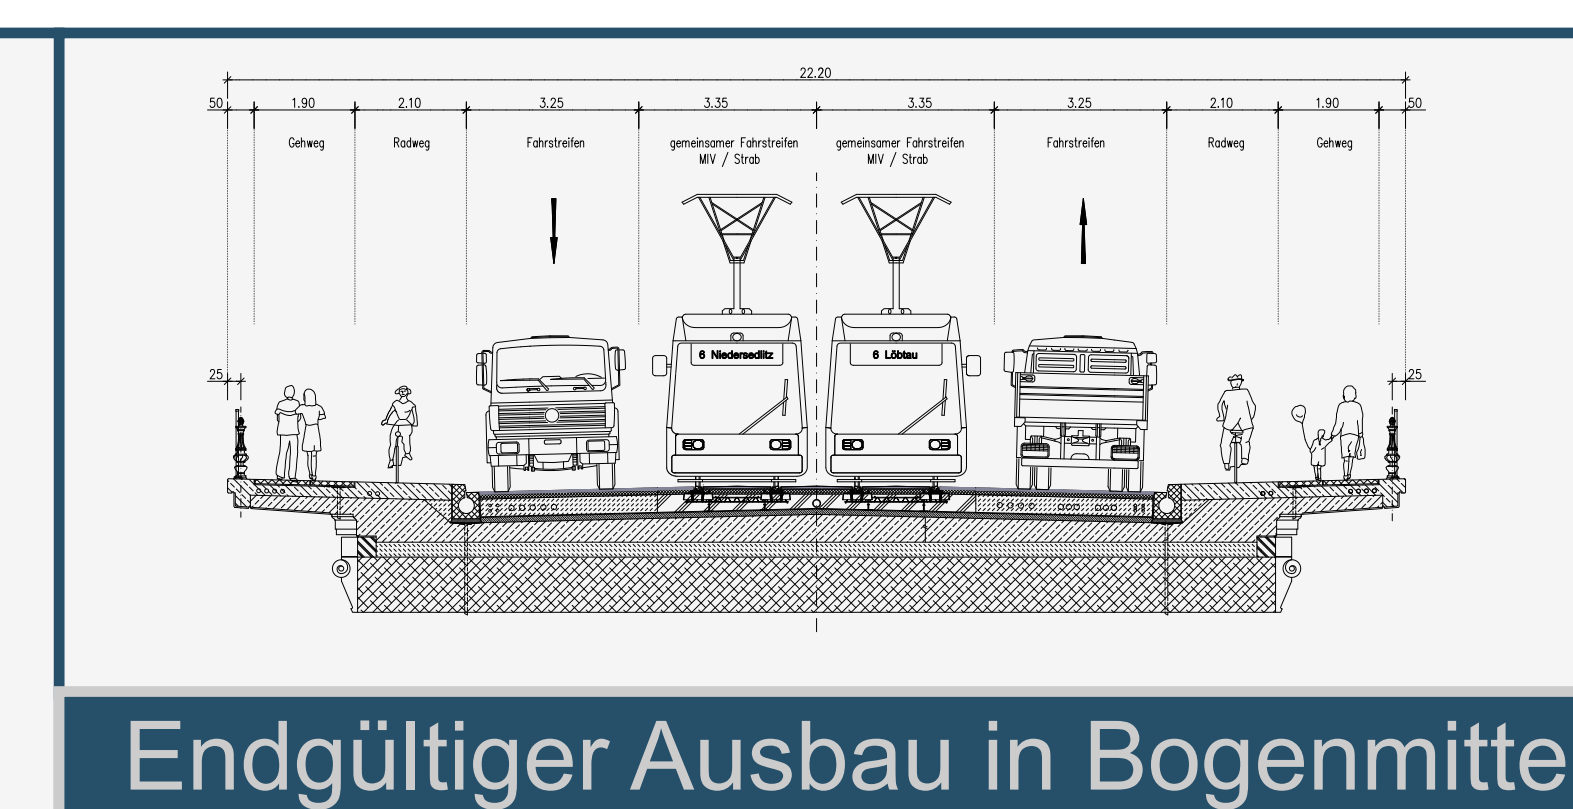 22.20
50 1.90 2.10 3.25 3.35 3.35 3.25 2.10 1.90 50
Gehweg Radweg Fahrstreifen gemeinsamer Fahrstreifen gemeinsamer Fahrstreifen Fahrstreifen Radweg Gehweg
MIV / Strab MIV / Strab
6 Niedersedlitz 6 Löbtau
25 25
Endgültiger Ausbau in Bogenmitte